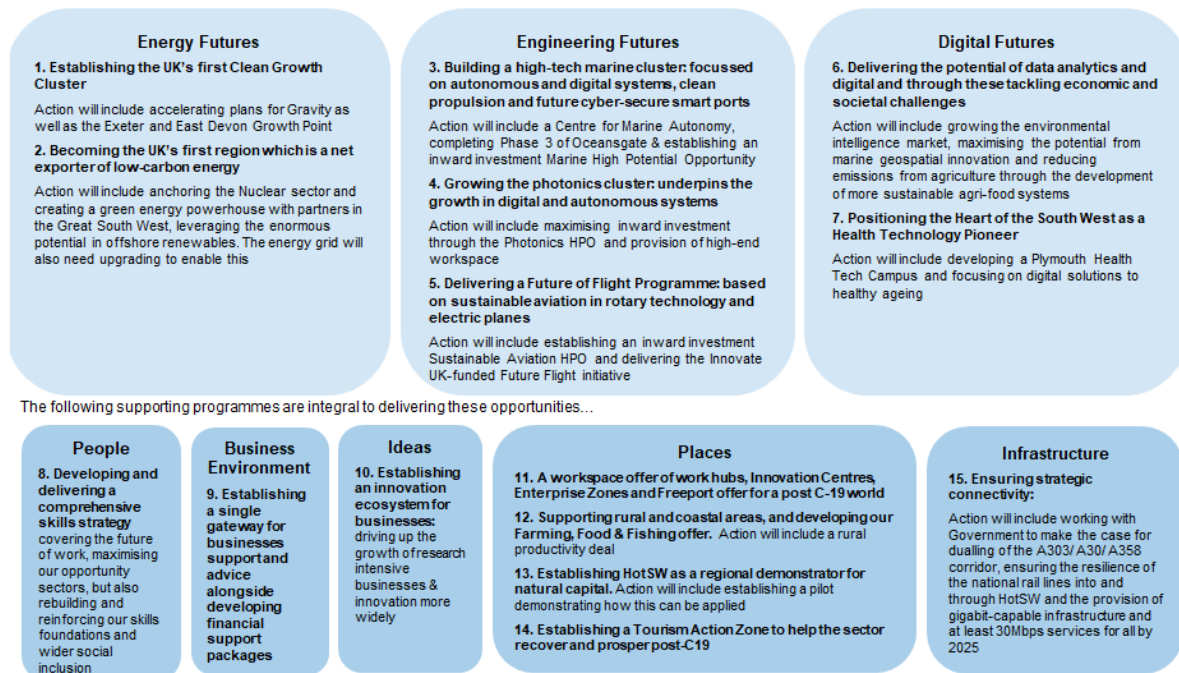 Energy Futures
1. Establishing the UK's first Clean Growth
Cluster
Action will include accelerating plans for Gravity as
well as the Exeter and East Devon Growth Point
2. Becoming the UK's first region which is a net
exporter of low-carbon energy
Action will include anchoring the Nuclear sector and
creating a green energy powerhouse with partners in
the Great South West, leveraging the enormous
potential in offshore renewables. The energy grid will
also need upgrading to enable this
Engineering Futures
3. Building a high-tech marine cluster: focussed
on autonomous and digital systems, clean
propulsion and future cyber-secure smart ports
Action will include a Centre for Marine Autonomy,
completing Phase 3 of Oceansgate & establishing an
inward investment Marine High Potential Opportunity
4. Growing the photonics cluster: underpins the
growth in digital and autonomous systems
Action will include maximising inward investment
through the Photonics HPO and provision of high-end
workspace
5. Delivering a Future of Flight Programme: based
on sustainable aviation in rotary technology and
electric planes
Action will include establishing an inward investment
Sustainable Aviation HPO and delivering the Innovate
UK-funded Future Flight initiative
Digital Futures
6. Delivering the potential of data analytics and
digital and through these tackling economic and
societal challenges
Action will include growing the environmental
intelligence market, maximising the potential from
marine geospatial innovation and reducing
emissions from agriculture through the development
of more sustainable agri-food systems
7. Positioning the Heart of the South West as a
Health Technology Pioneer
Action will include developing a Plymouth Health
Tech Campus and focusing on digital solutions to
healthy ageing
The following supporting programmes are integral to delivering these opportunities...
People
8. Developing and
delivering a
comprehensive
skills strategy
covering the future
of work, maximising
our opportunity
sectors, but also
rebuilding and
reinforcing our skills
foundations and
wider social
inclusion
Business
Environment
9. Establishing
a single
gateway for
businesses
support and
advice
alongside
developing
financial
support
packages
Ideas
10. Establishing
an innovation
ecosystem for
businesses:
driving up the
growth of research
intensive
businesses &
innovation more
widely
Places
11. A workspace offer of work hubs, Innovation Centres,
Enterprise Zones and Freeport offer for a post C-19 world
12. Supporting rural and coastal areas, and developing our
Farming, Food & Fishing offer. Action will include a rural
productivity deal
13. Establishing HotSW as a regional demonstrator for
natural capital. Action will include establishing a pilot
demonstrating how this can be applied
14. Establishing a Tourism Action Zone to help the sector
recover and prosper post-C19
Infrastructure
15. Ensuring strategic
connectivity:
Action will include working with
Government to make the case for
dualling of the A303/ A30/ A358
corridor, ensuring the resilience of
the national rail lines into and
through HotSW and the provision of
gigabit-capable infrastructure and
at least 30Mbps services for all by
2025